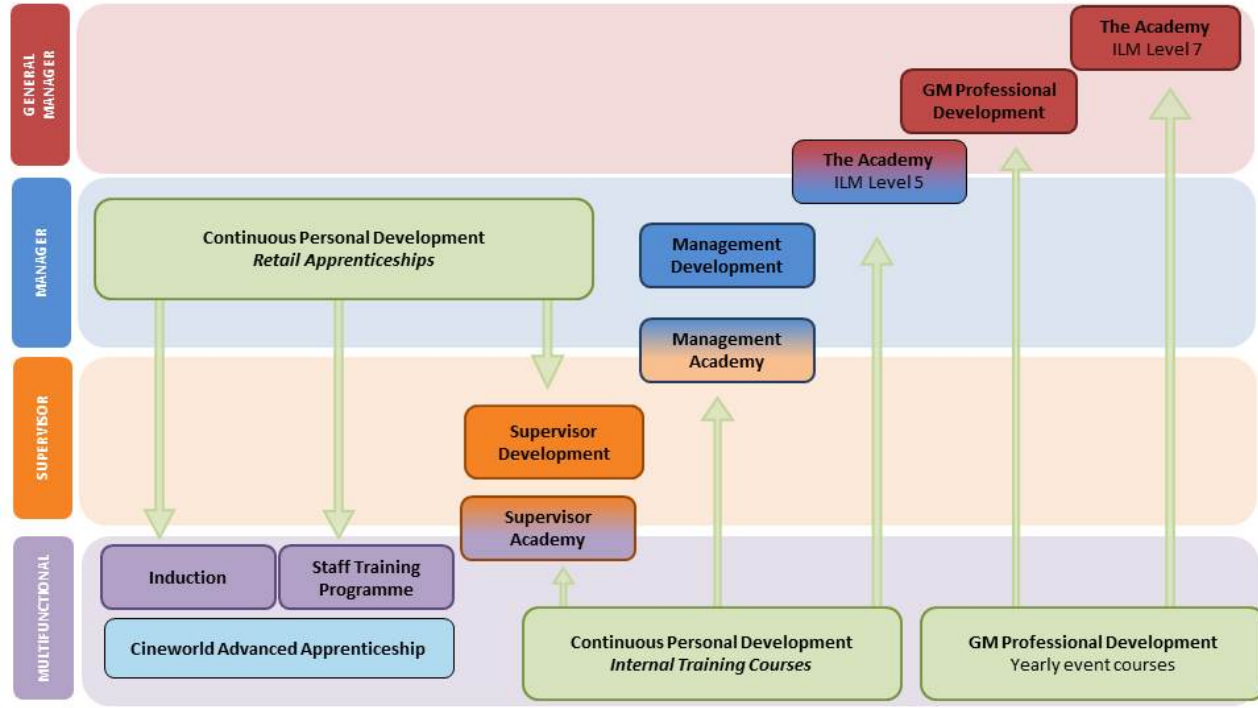 GENERAL
MANAGER
The Academy
ILM Level 7
GM Professional
Development
The Academy
ILM Level 5
MANAGER
Continuous Personal Development
Retail Apprenticeships
Management
Development
Management
Academy
SUPERVISOR
Supervisor
Development
Supervisor
Academy
MULTIFUNCTIONAL
Induction
Staff Training
Programme
Cineworld Advanced Apprenticeship
Continuous Personal Development
Internal Training Courses
GM Professional Development
Yearly event courses